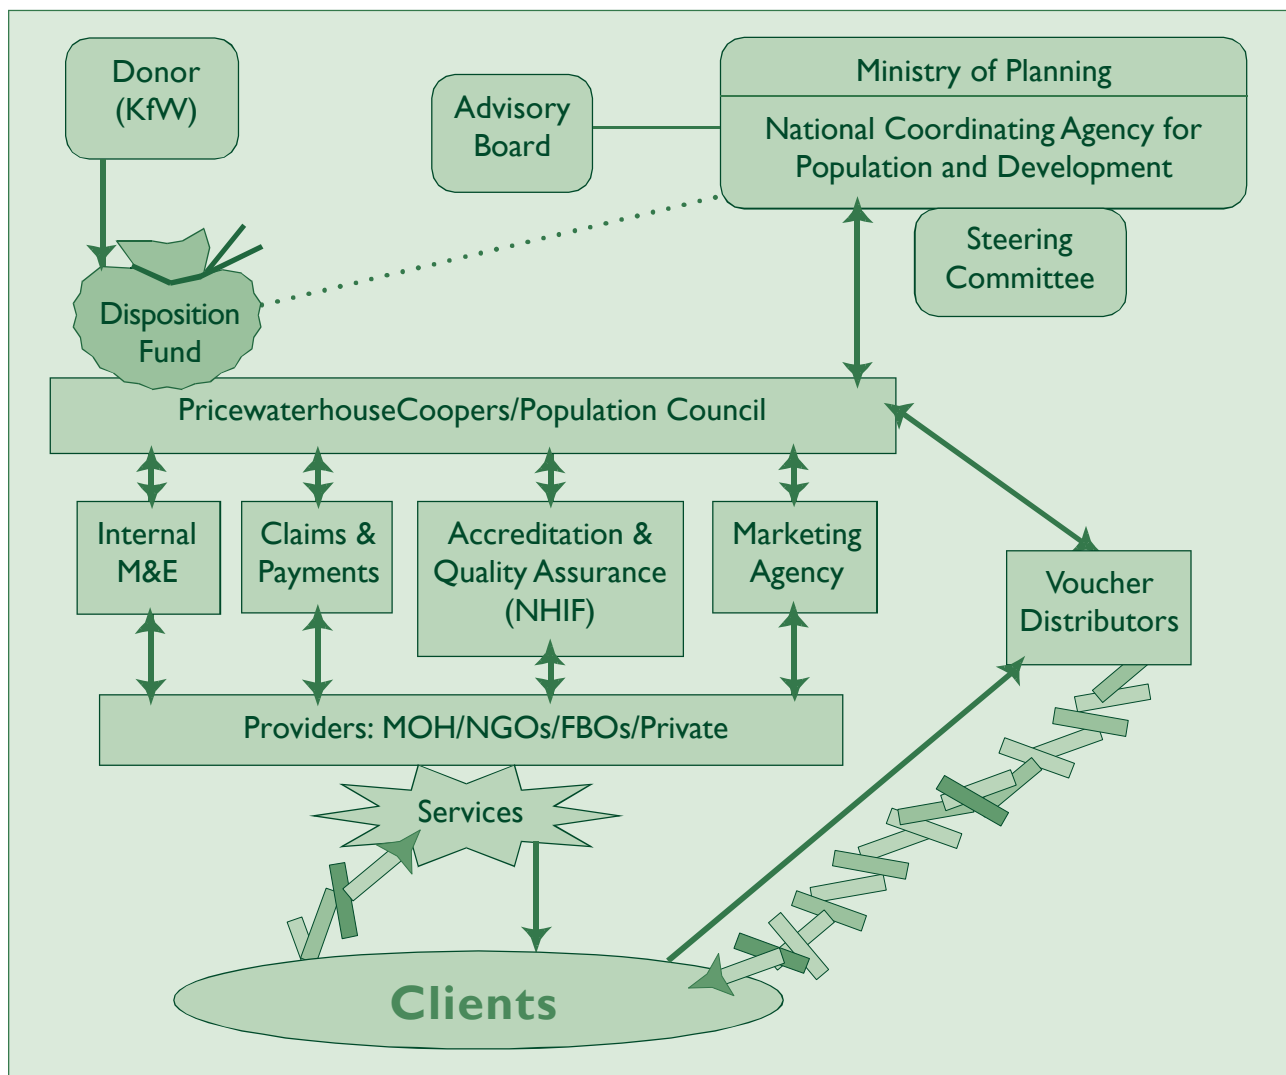 Donor
(KfW)
Advisory
Board
Ministry of Planning
National Coordinating Agency for
Population and Development
Steering
Committee
Disposition
Fund
PricewaterhouseCoopers/Population Council
Internal
M&E
Claims &
Payments
Accreditation &
Quality Assurance
(NHIF)
Marketing
Agency
Voucher
Distributors
Providers: MOH/NGOs/FBOs/Private
Services
Clients